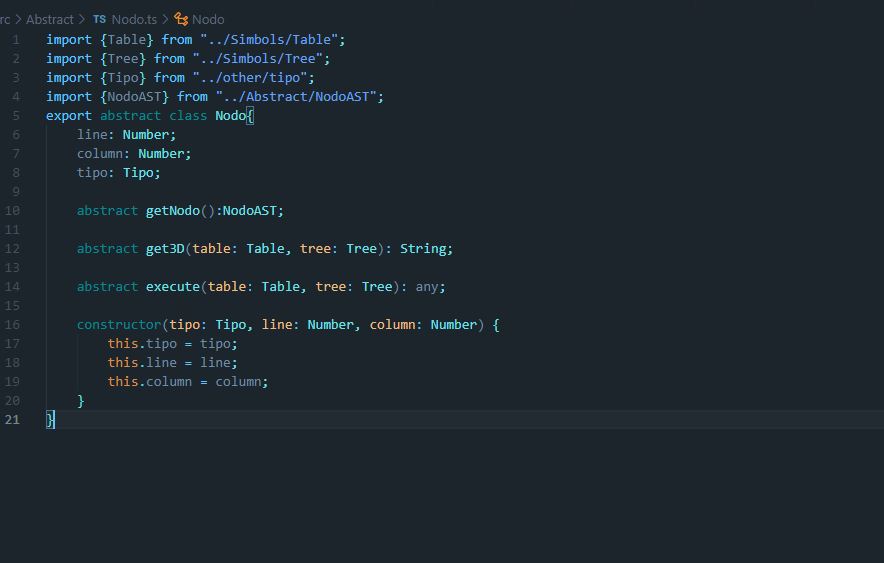 rc > Abstract > TS Nodo.ts > Nodo
1 import {Table} from "../Simbols/Table";
2 import {Tree} from "../Simbols/Tree";
3 import {Tipo} from "../other/tipo";
4 import {NodoAST} from "../Abstract/NodoAST";
5 export abstract class Nodo{
6     line: Number;
7     column: Number;
8     tipo: Tipo;
9
10     abstract getNodo():NodoAST;
11
12     abstract get3D(table: Table, tree: Tree): String;
13
14     abstract execute(table: Table, tree: Tree): any;
15
16     constructor(tipo: Tipo, line: Number, column: Number) {
17         this.tipo = tipo;
18         this.line = line;
19         this.column = column;
20     }
21 }